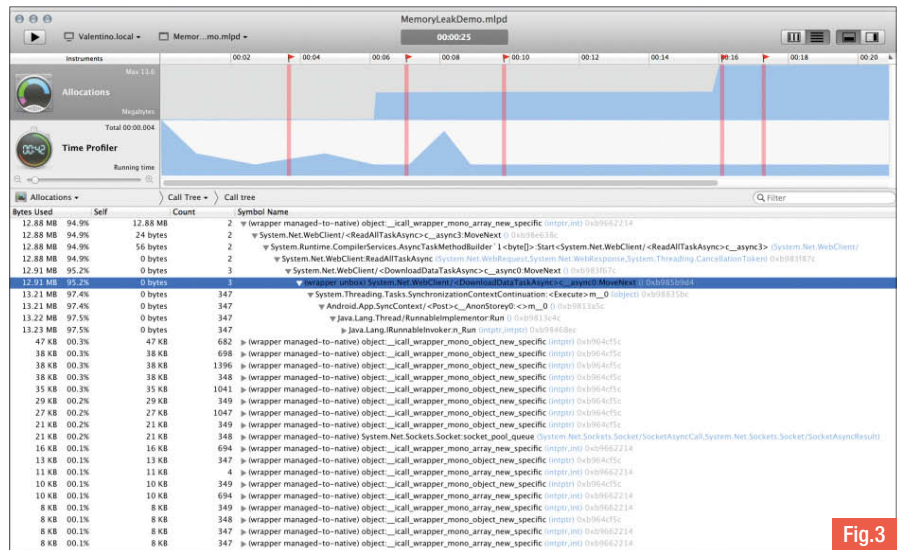 MemoryLeakDemo.mlpd
Valentino.local
Memor...mo.mlpd
00:00:25
Instruments
00:02 00:04 00:06 00:08 00:10 00:12 00:14 00:16 00:18 00:20
Max 13.6
Allocations
Megabytes
Total 00:00.004
00:42
Time Profiler
Running time
Allocations Call Tree Call tree Filter
Bytes Used Self Count Symbol Name
12.88 MB 94.9% 12.88 MB 2 (wrapper managed-to-native) object:__icall_wrapper_mono_array_new_specific (intptr,int) 0xb9662214
12.88 MB 94.9% 24 bytes 2 System.Net.WebClient/<ReadAllTaskAsync>c__async3:MoveNext () 0xb98e638c
12.88 MB 94.9% 56 bytes 2 System.Runtime.CompilerServices.AsyncTaskMethodBuilder`1<byte[]>:Start<System.Net.WebClient/<ReadAllTaskAsync>c__async3> (System.Net.WebClient/
12.88 MB 94.9% 0 bytes 2 System.Net.WebClient:ReadAllTaskAsync (System.Net.WebRequest,System.Net.WebResponse,System.Threading.CancellationToken) 0xb983f87c
12.91 MB 95.2% 0 bytes 3 System.Net.WebClient/<DownloadDataTaskAsync>c__async0:MoveNext () 0xb983f67c
12.91 MB 95.2% 0 bytes 3 (wrapper unbox) System.Net.WebClient/<DownloadDataTaskAsync>c__async0:MoveNext () 0xb985b9d4
13.21 MB 97.4% 0 bytes 347 System.Threading.Tasks.SynchronizationContextContinuation:<Execute>m__0 (object) 0xb98835bc
13.21 MB 97.4% 0 bytes 347 Android.App.SyncContext/<Post>c__AnonStorey0:<>m__0 () 0xb9813a5c
13.22 MB 97.5% 0 bytes 347 Java.Lang.Thread/RunnableImplementor:Run () 0xb9813c4c
13.23 MB 97.5% 0 bytes 347 Java.Lang.IRunnableInvoker:n_Run (intptr,intptr) 0xb98468ec
47 KB 00.3% 47 KB 682 (wrapper managed-to-native) object:__icall_wrapper_mono_object_new_specific (intptr) 0xb964cf5c
38 KB 00.3% 38 KB 698 (wrapper managed-to-native) object:__icall_wrapper_mono_object_new_specific (intptr) 0xb964cf5c
38 KB 00.3% 38 KB 1396 (wrapper managed-to-native) object:__icall_wrapper_mono_object_new_specific (intptr) 0xb964cf5c
38 KB 00.3% 38 KB 348 (wrapper managed-to-native) object:__icall_wrapper_mono_object_new_specific (intptr) 0xb964cf5c
35 KB 00.3% 35 KB 1041 (wrapper managed-to-native) object:__icall_wrapper_mono_object_new_specific (intptr) 0xb964cf5c
29 KB 00.2% 29 KB 349 (wrapper managed-to-native) object:__icall_wrapper_mono_object_new_specific (intptr) 0xb964cf5c
27 KB 00.2% 27 KB 1047 (wrapper managed-to-native) object:__icall_wrapper_mono_object_new_specific (intptr) 0xb964cf5c
21 KB 00.2% 21 KB 349 (wrapper managed-to-native) object:__icall_wrapper_mono_object_new_specific (intptr) 0xb964cf5c
21 KB 00.2% 21 KB 348 (wrapper managed-to-native) System.Net.Sockets.Socket:socket_pool_queue (System.Net.Sockets.Socket/SocketAsyncCall,System.Net.Sockets.Socket/SocketAsyncResult)
16 KB 00.1% 16 KB 694 (wrapper managed-to-native) object:__icall_wrapper_mono_array_new_specific (intptr,int) 0xb9662214
13 KB 00.1% 13 KB 347 (wrapper managed-to-native) object:__icall_wrapper_mono_object_new_specific (intptr) 0xb964cf5c
11 KB 00.1% 11 KB 4 (wrapper managed-to-native) object:__icall_wrapper_mono_array_new_specific (intptr,int) 0xb9662214
10 KB 00.1% 10 KB 349 (wrapper managed-to-native) object:__icall_wrapper_mono_object_new_specific (intptr) 0xb964cf5c
10 KB 00.1% 10 KB 694 (wrapper managed-to-native) object:__icall_wrapper_mono_array_new_specific (intptr,int) 0xb9662214
8 KB 00.1% 8 KB 349 (wrapper managed-to-native) object:__icall_wrapper_mono_array_new_specific (intptr,int) 0xb9662214
8 KB 00.1% 8 KB 348 (wrapper managed-to-native) object:__icall_wrapper_mono_object_new_specific (intptr) 0xb964cf5c
8 KB 00.1% 8 KB 347 (wrapper managed-to-native) object:__icall_wrapper_mono_array_new_specific (intptr,int) 0xb9662214
8 KB 00.1% 8 KB 347 (wrapper managed-to-native) object:__icall_wrapper_mono_array_new_specific (intptr,int) 0xb9662214
Fig.3